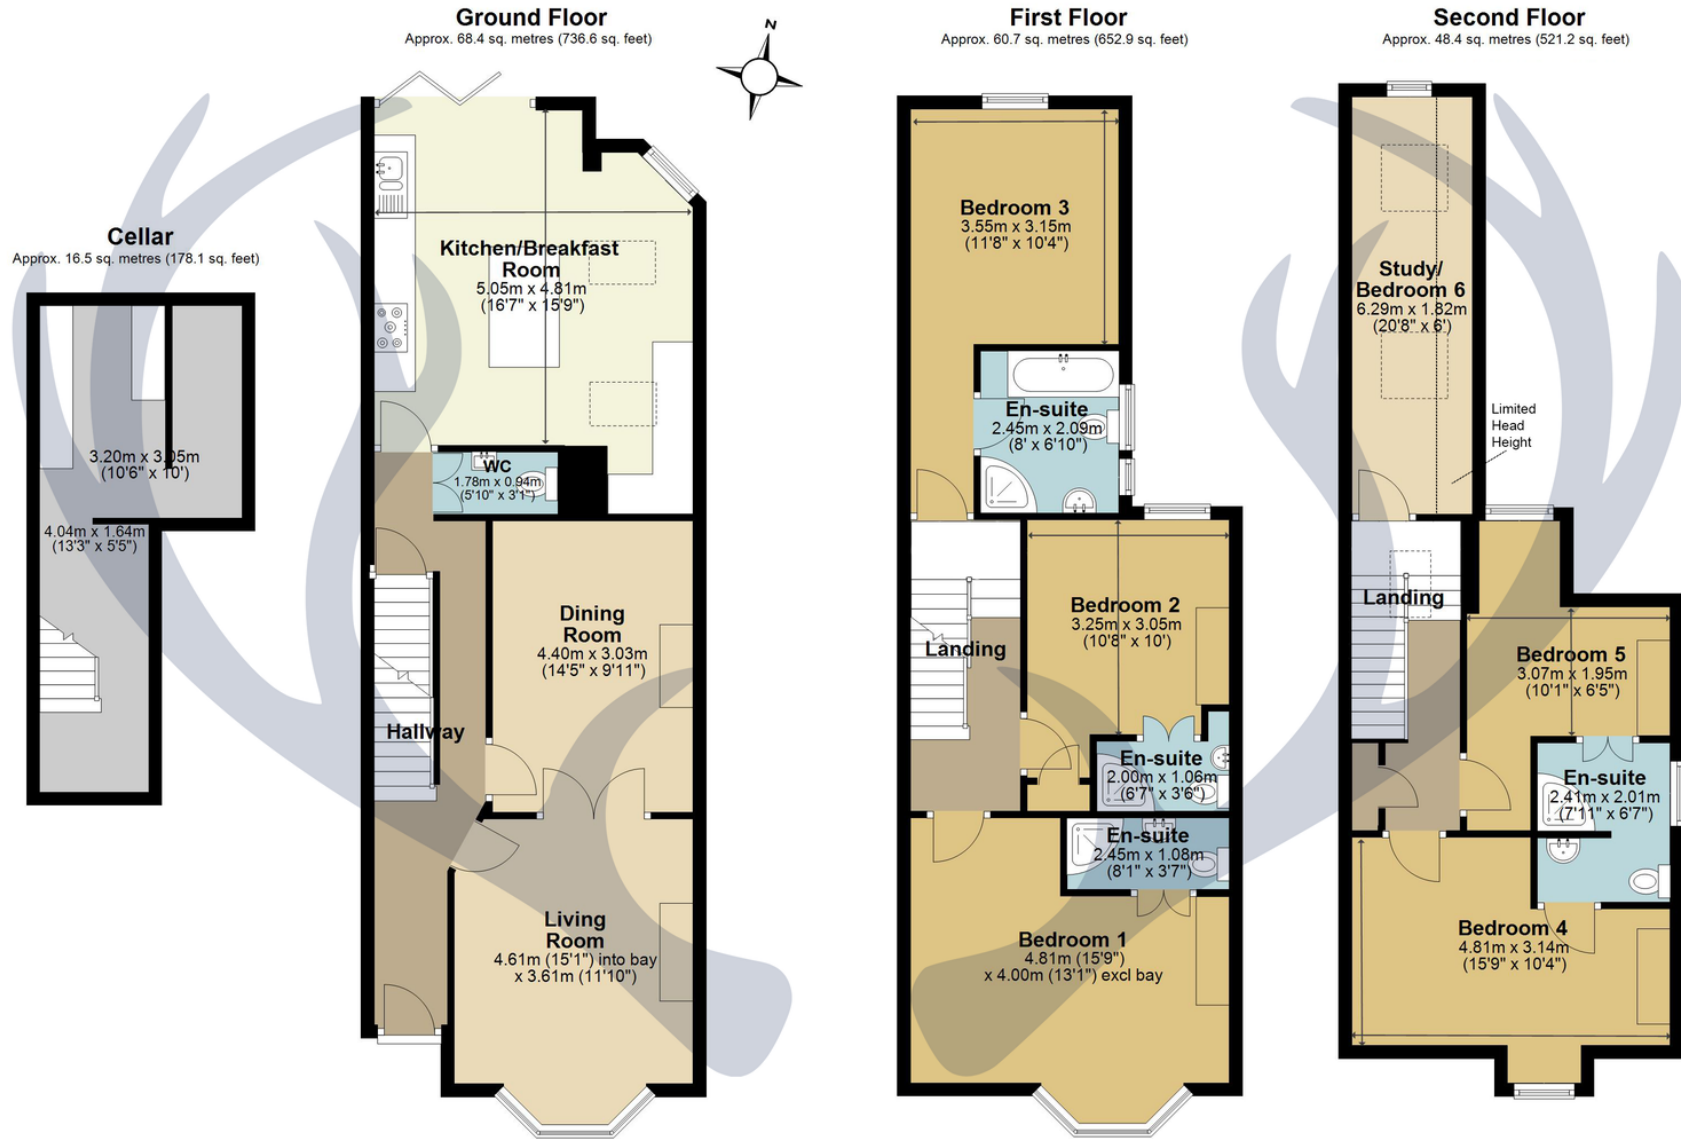 Ground Floor
Approx. 68.4 sq. metres (736.6 sq. feet)
N
First Floor
Approx. 60.7 sq. metres (652.9 sq. feet)
Second Floor
Approx. 48.4 sq. metres (521.2 sq. feet)
Cellar
Approx. 16.5 sq. metres (178.1 sq. feet)
3.20m x 3.05m
(10'6" x 10')
4.04m x 1.64m
(13'3" x 5'5")
Kitchen/Breakfast
Room
5.05m x 4.81m
(16'7" x 15'9")
WC
1.78m x 0.94m
(5'10" x 3'1")
Dining
Room
4.40m x 3.03m
(14'5" x 9'11")
Hallway
Living
Room
4.61m (15'1") into bay
x 3.61m (11'10")
Bedroom 3
3.55m x 3.15m
(11'8" x 10'4")
En-suite
2.45m x 2.09m
(8' x 6'10")
Bedroom 2
3.25m x 3.05m
(10'8" x 10')
Landing
En-suite
2.00m x 1.06m
(6'7" x 3'6")
En-suite
2.45m x 1.08m
(8'1" x 3'7")
Bedroom 1
4.81m (15'9")
x 4.00m (13'1") excl bay
Study/
Bedroom 6
6.29m x 1.82m
(20'8" x 6')
Limited
Head
Height
Landing
Bedroom 5
3.07m x 1.95m
(10'1" x 6'5")
En-suite
2.41m x 2.01m
(7'11" x 6'7")
Bedroom 4
4.81m x 3.14m
(15'9" x 10'4")